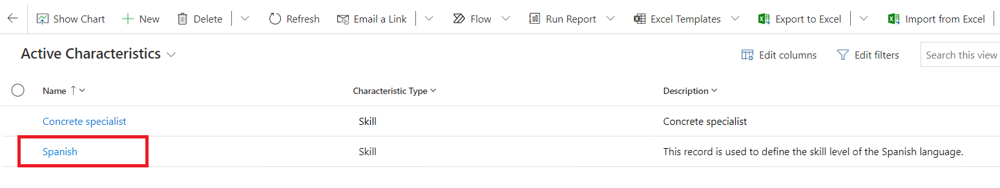 Show Chart New Delete Refresh Email a Link Flow Run Report Excel Templates Export to Excel Import from Excel
Active Characteristics Edit columns Edit filters Search this view
Name Characteristic Type Description
Concrete specialist Skill Concrete specialist
Spanish Skill This record is used to define the skill level of the Spanish language.